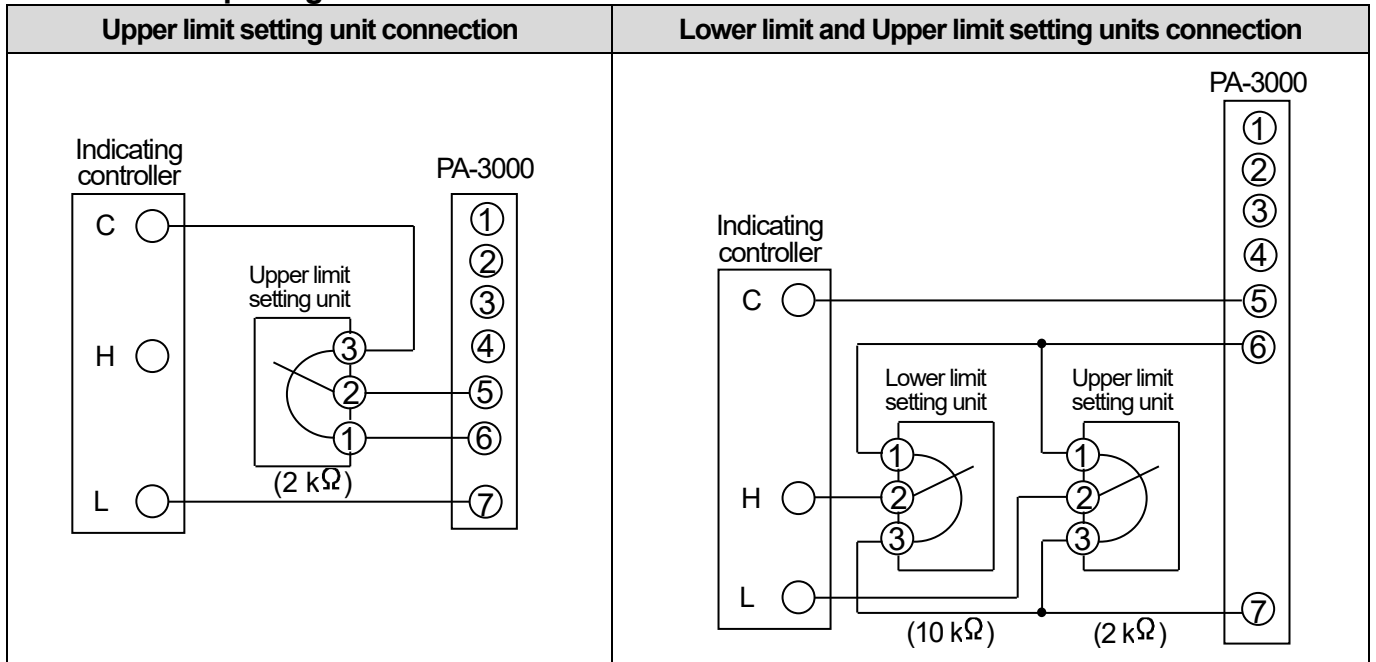 Upper limit setting unit connection
Lower limit and Upper limit setting units connection
Indicating
controller
PA-3000
C
H
L
Upper limit
setting unit
3
2
1
(2 kΩ)
1
2
3
4
5
6
7
PA-3000
1
2
3
4
5
6
7
Indicating
controller
C
H
L
Lower limit
setting unit
1
2
3
(10 kΩ)
Upper limit
setting unit
1
2
3
(2 kΩ)